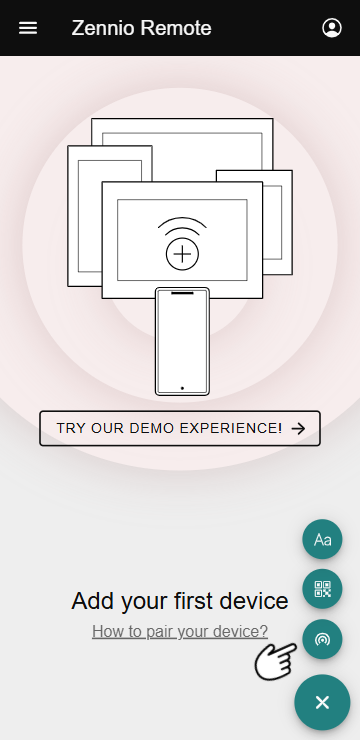 Zennio Remote
TRY OUR DEMO EXPERIENCE!
Aa
Add your first device
How to pair your device?